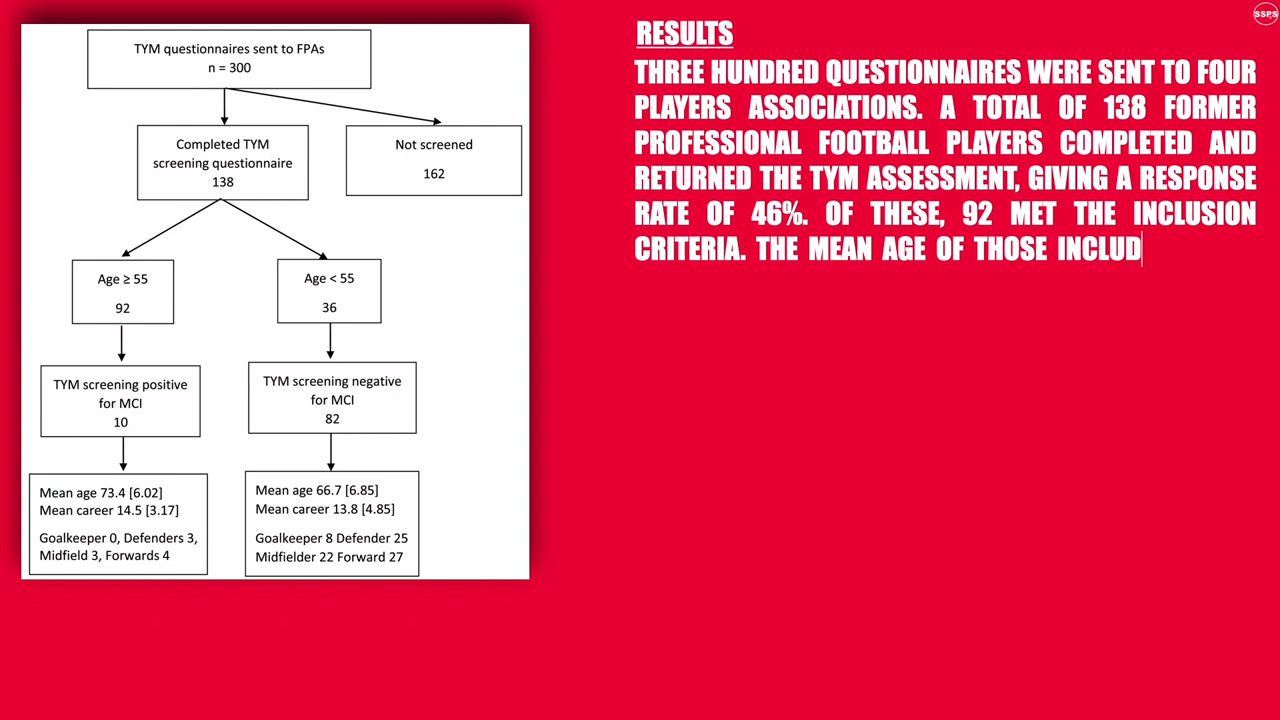 TYM questionnaires sent to FPAs
n = 300
Completed TYM
screening questionnaire
138
Not screened
162
Age ≥ 55
92
Age < 55
36
TYM screening positive
for MCI
10
TYM screening negative
for MCI
82
Mean age 73.4 [6.02]
Mean career 14.5 [3.17]
Goalkeeper 0, Defenders 3,
Midfield 3, Forwards 4
Mean age 66.7 [6.85]
Mean career 13.8 [4.85]
Goalkeeper 8 Defender 25
Midfielder 22 Forward 27
RESULTS
THREE HUNDRED QUESTIONNAIRES WERE SENT TO FOUR
PLAYERS ASSOCIATIONS. A TOTAL OF 138 FORMER
PROFESSIONAL FOOTBALL PLAYERS COMPLETED AND
RETURNED THE TYM ASSESSMENT, GIVING A RESPONSE
RATE OF 46%. OF THESE, 92 MET THE INCLUSION
CRITERIA. THE MEAN AGE OF THOSE INCLUD
SSPS